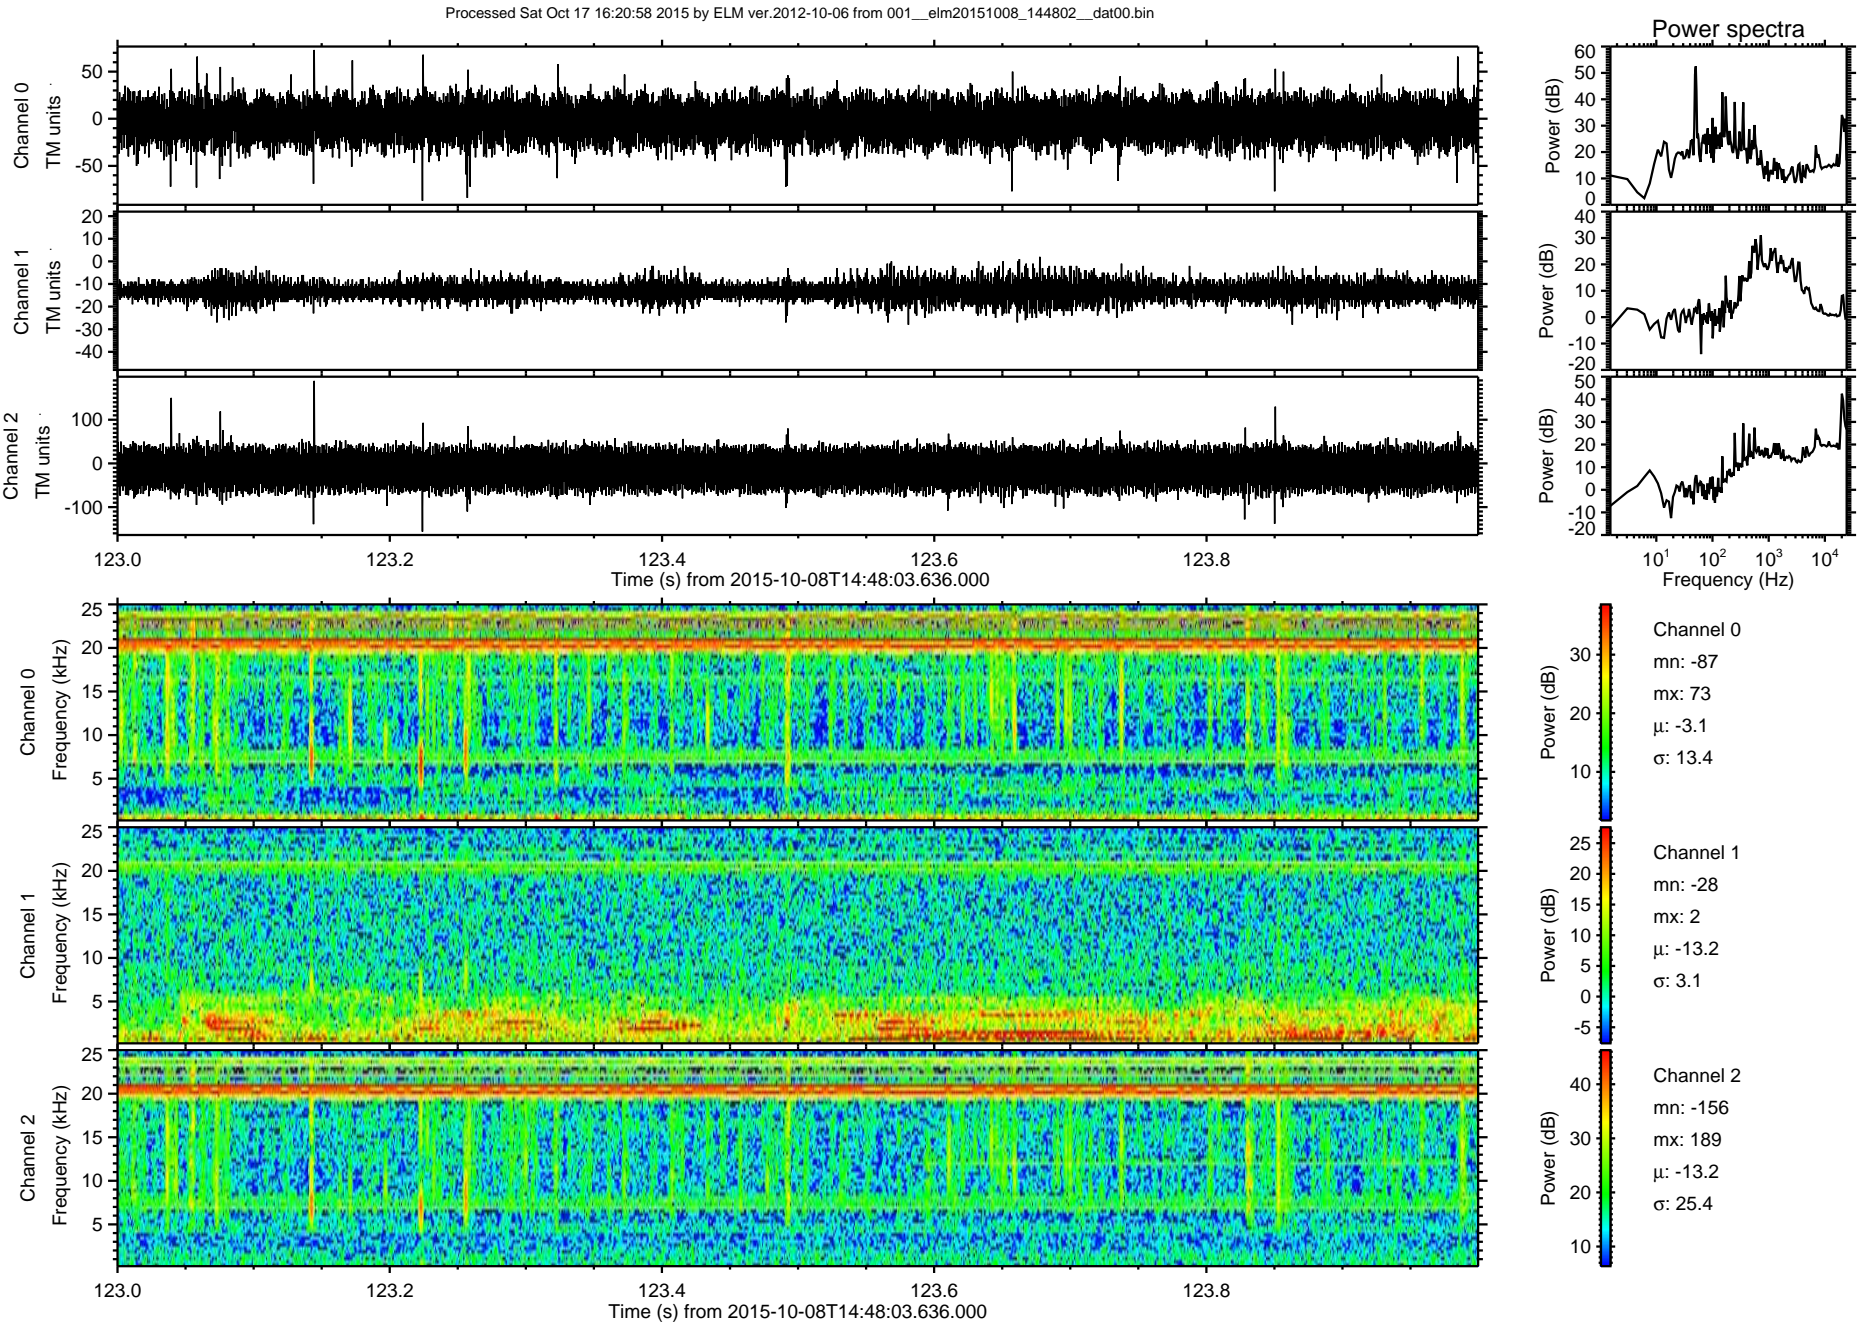 Processed Sat Oct 17 16:20:58 2015 by ELM ver.2012-10-06 from 001__elm20151008_144802__dat00.bin
Power spectra
Channel 0
TM units
50
0
-50
Power (dB)
60
50
40
30
20
10
0
Channel 1
TM units
20
10
0
-10
-20
-30
-40
Power (dB)
40
30
20
10
0
-10
-20
Channel 2
TM units
100
0
-100
Power (dB)
50
40
30
20
10
0
-10
-20
123.0 123.2 123.4 123.6 123.8
Time (s) from 2015-10-08T14:48:03.636.000
10¹ 10² 10³ 10⁴
Frequency (Hz)
Channel 0
Frequency (kHz)
25
20
15
10
5
Power (dB)
30
20
10
Channel 0
mn: -87
mx: 73
μ: -3.1
σ: 13.4
Channel 1
Frequency (kHz)
25
20
15
10
5
Power (dB)
25
20
15
10
5
0
-5
Channel 1
mn: -28
mx: 2
μ: -13.2
σ: 3.1
Channel 2
Frequency (kHz)
25
20
15
10
5
Power (dB)
40
30
20
10
Channel 2
mn: -156
mx: 189
μ: -13.2
σ: 25.4
123.0 123.2 123.4 123.6 123.8
Time (s) from 2015-10-08T14:48:03.636.000